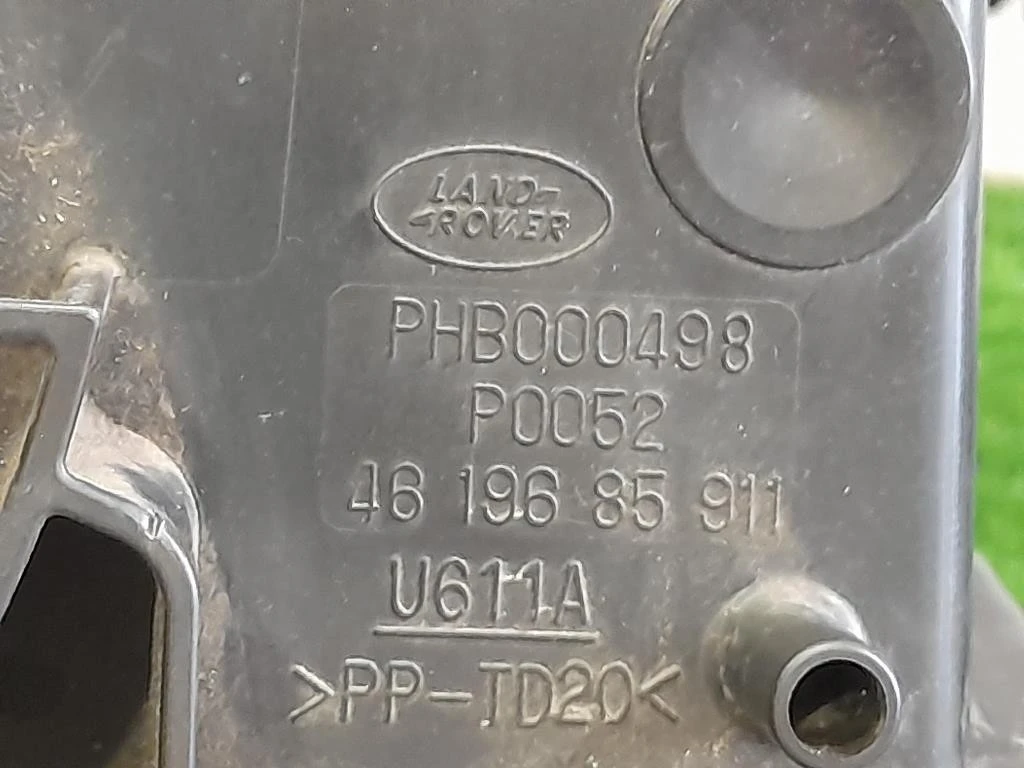 LAND-
ROVER
PHB000498
P0052
46 196 85 911
U611A
>PP-TD20<